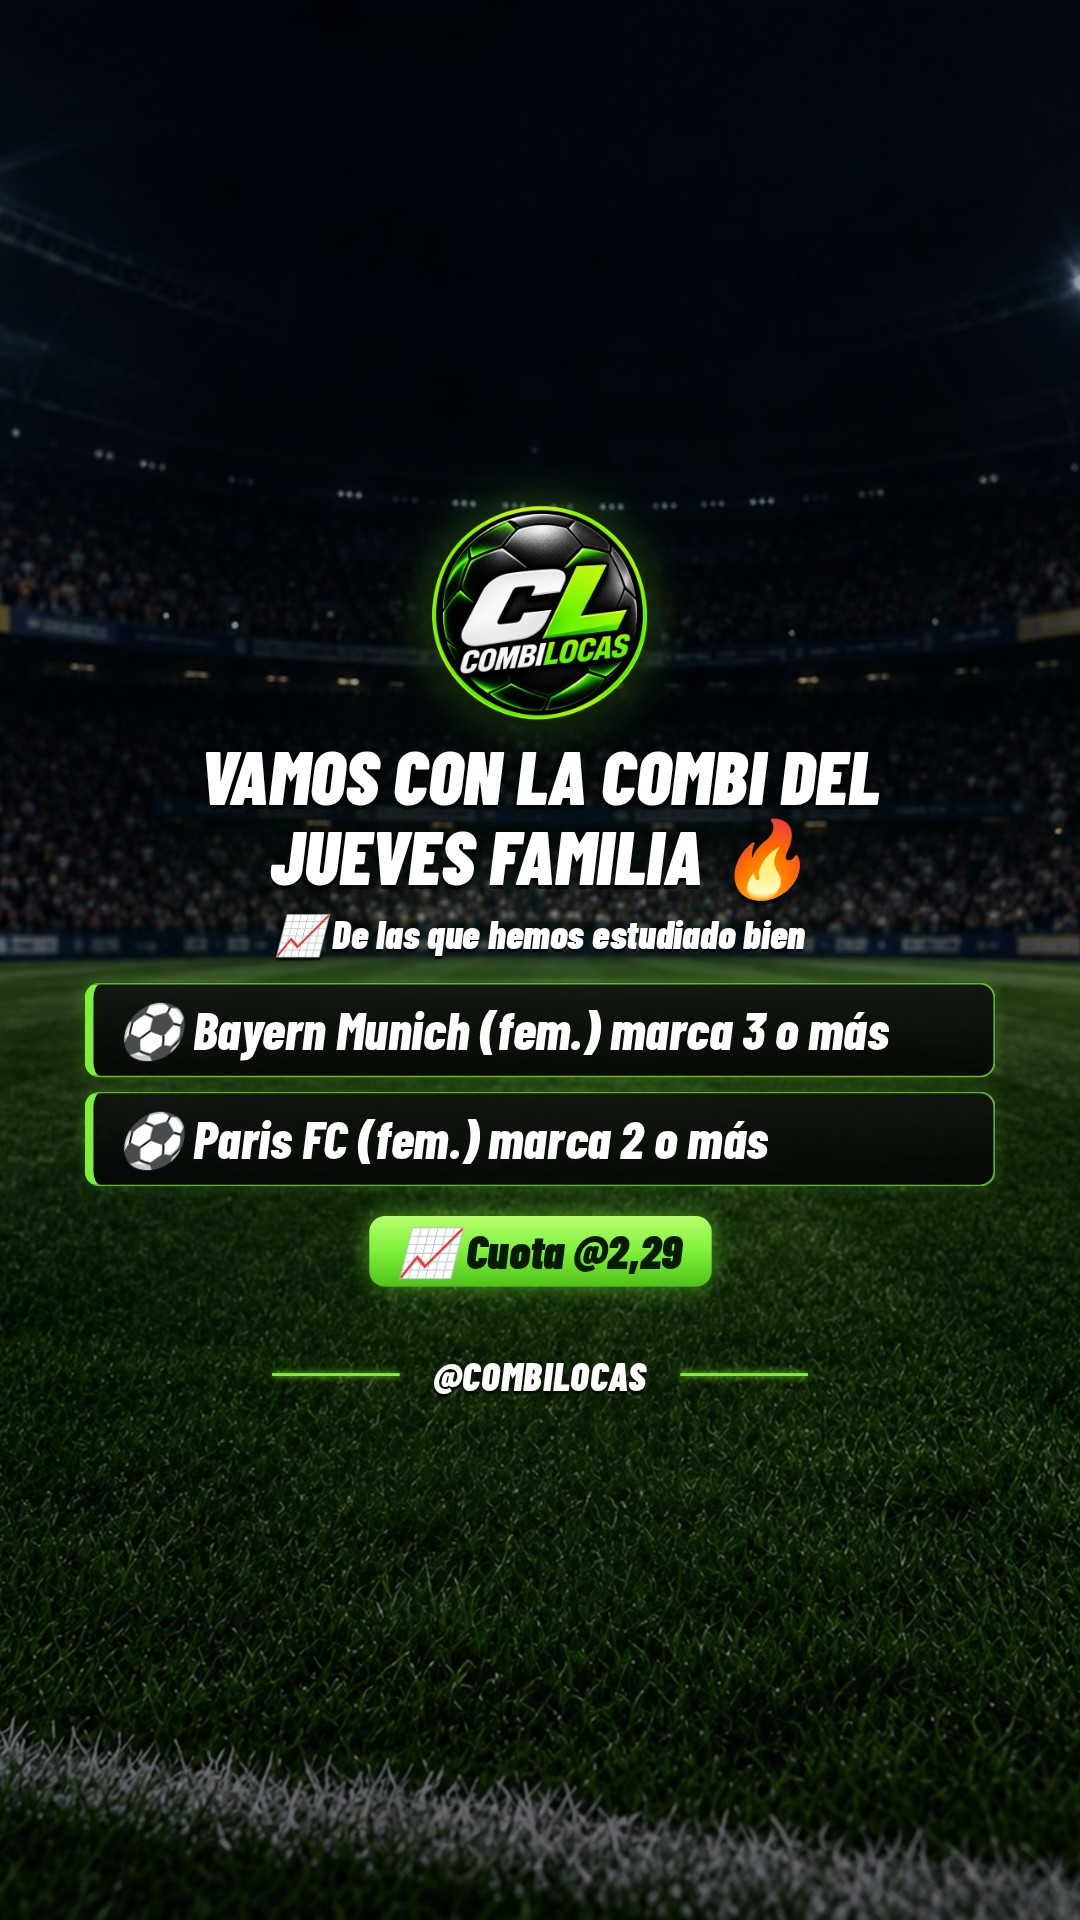 CL
COMBILOCAS
VAMOS CON LA COMBI DEL
JUEVES FAMILIA 🔥
📈 De las que hemos estudiado bien
⚽ Bayern Munich (fem.) marca 3 o más
⚽ Paris FC (fem.) marca 2 o más
📈 Cuota @2,29
@COMBILOCAS